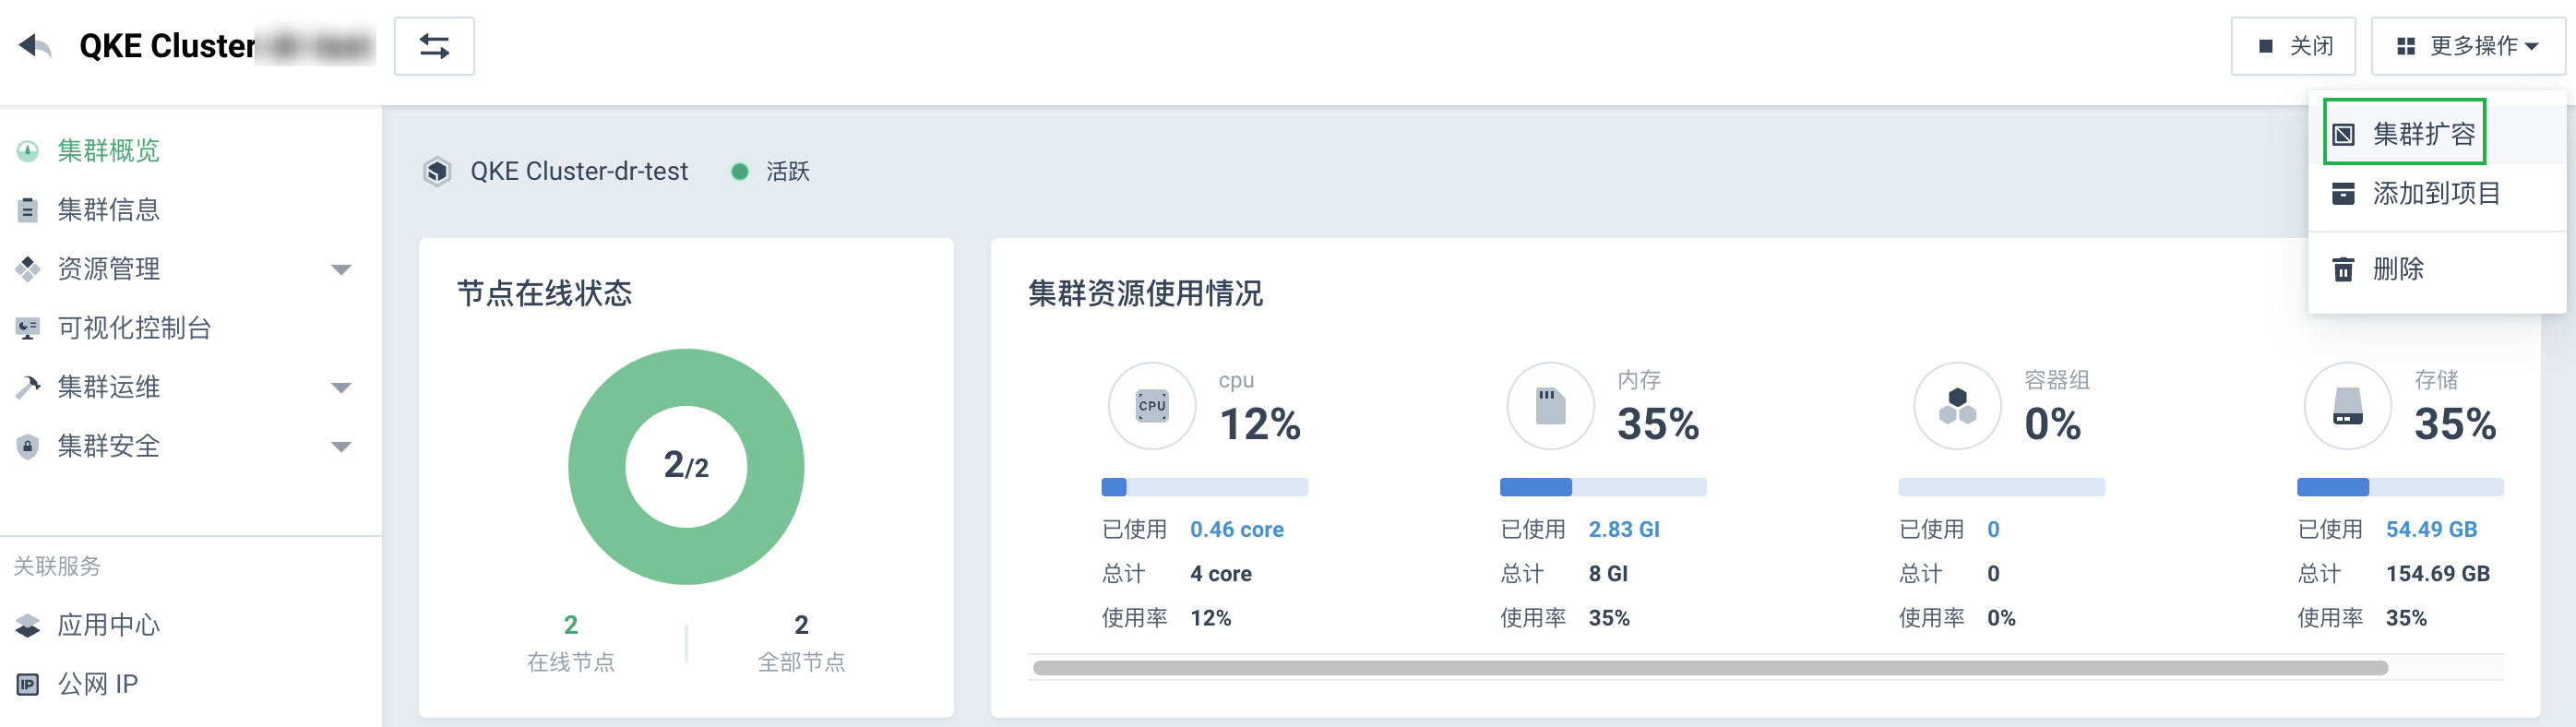 QKE Cluster
关闭
更多操作
集群扩容
添加到项目
删除
集群概览
集群信息
资源管理
可视化控制台
集群运维
集群安全
关联服务
应用中心
IP 公网 IP
QKE Cluster-dr-test 活跃
节点在线状态
2/2
2 2
在线节点 全部节点
集群资源使用情况
CPU
cpu
12%
已使用 0.46 core
总计 4 core
使用率 12%
内存
35%
已使用 2.83 GI
总计 8 GI
使用率 35%
容器组
0%
已使用 0
总计 0
使用率 0%
存储
35%
已使用 54.49 GB
总计 154.69 GB
使用率 35%